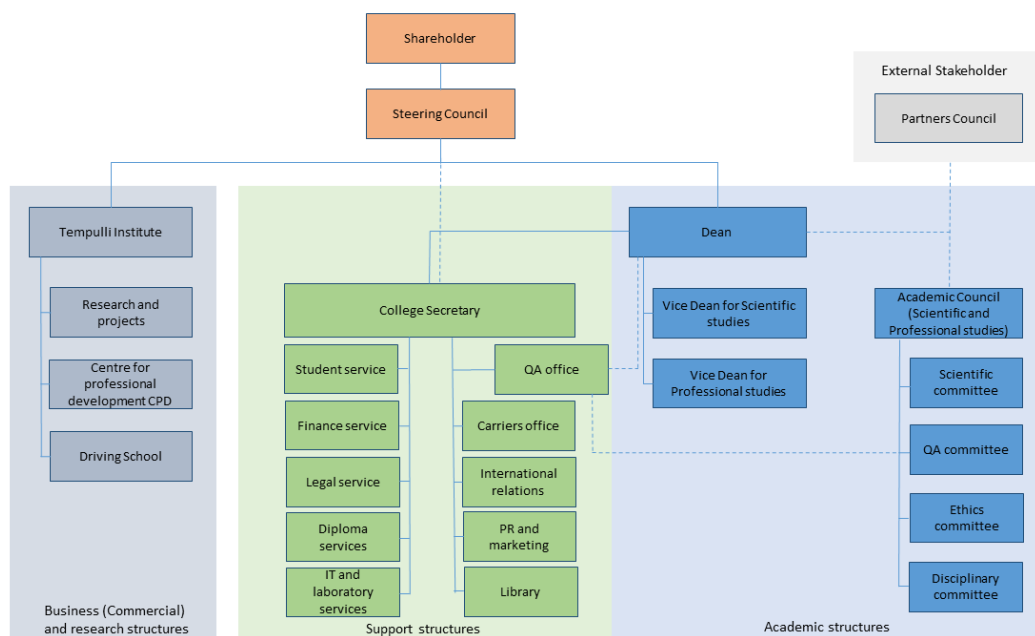 Shareholder
External Stakeholder
Steering Council
Partners Council
Tempulli Institute
Dean
Research and
projects
College Secretary
Vice Dean for Scientific
studies
Academic Council
(Scientific and
Professional studies)
Centre for
professional
development CPD
Student service
QA office
Vice Dean for
Professional studies
Scientific
committee
Driving School
Finance service
Carriers office
QA committee
Legal service
International
relations
Ethics
committee
Diploma
services
PR and
marketing
IT and
laboratory
services
Library
Disciplinary
committee
Business (Commercial)
and research structures
Support structures
Academic structures